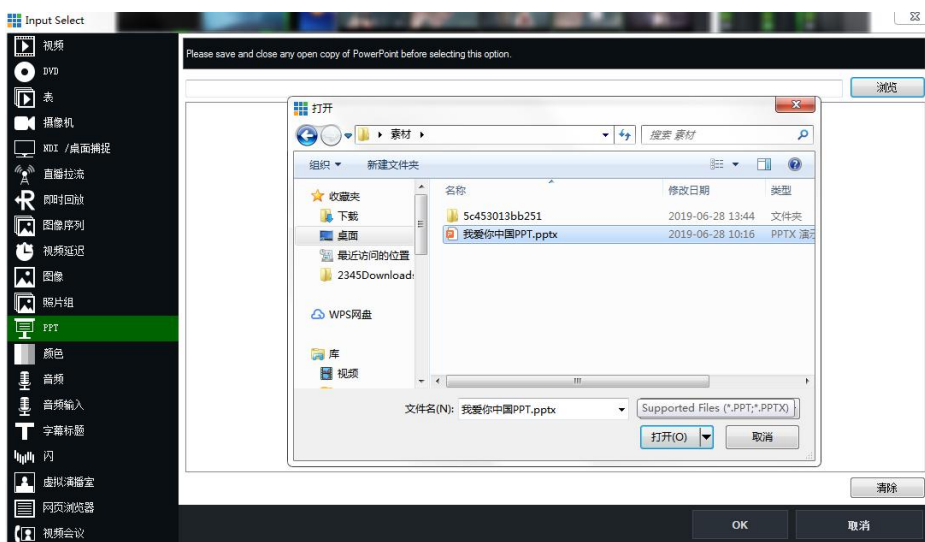 Input Select
视频
DVD
表
摄像机
NDI /桌面捕捉
直播拉流
即时回放
图像序列
视频延迟
图像
照片组
PPT
颜色
音频
音频输入
字幕标题
闪
虚拟演播室
网页浏览器
视频会议
Please save and close any open copy of PowerPoint before selecting this option.
浏览
打开
素材
搜索 素材
组织
新建文件夹
收藏夹
下载
桌面
最近访问的位置
2345Download
WPS网盘
库
视频
名称 修改日期 类型
5c453013bb251 2019-06-28 13:44 文件夹
我爱你中国PPT.pptx 2019-06-28 10:16 PPTX 演示
文件名(N): 我爱你中国PPT.pptx
Supported Files (*.PPT;*.PPTX)
打开(O) 取消
清除
OK 取消